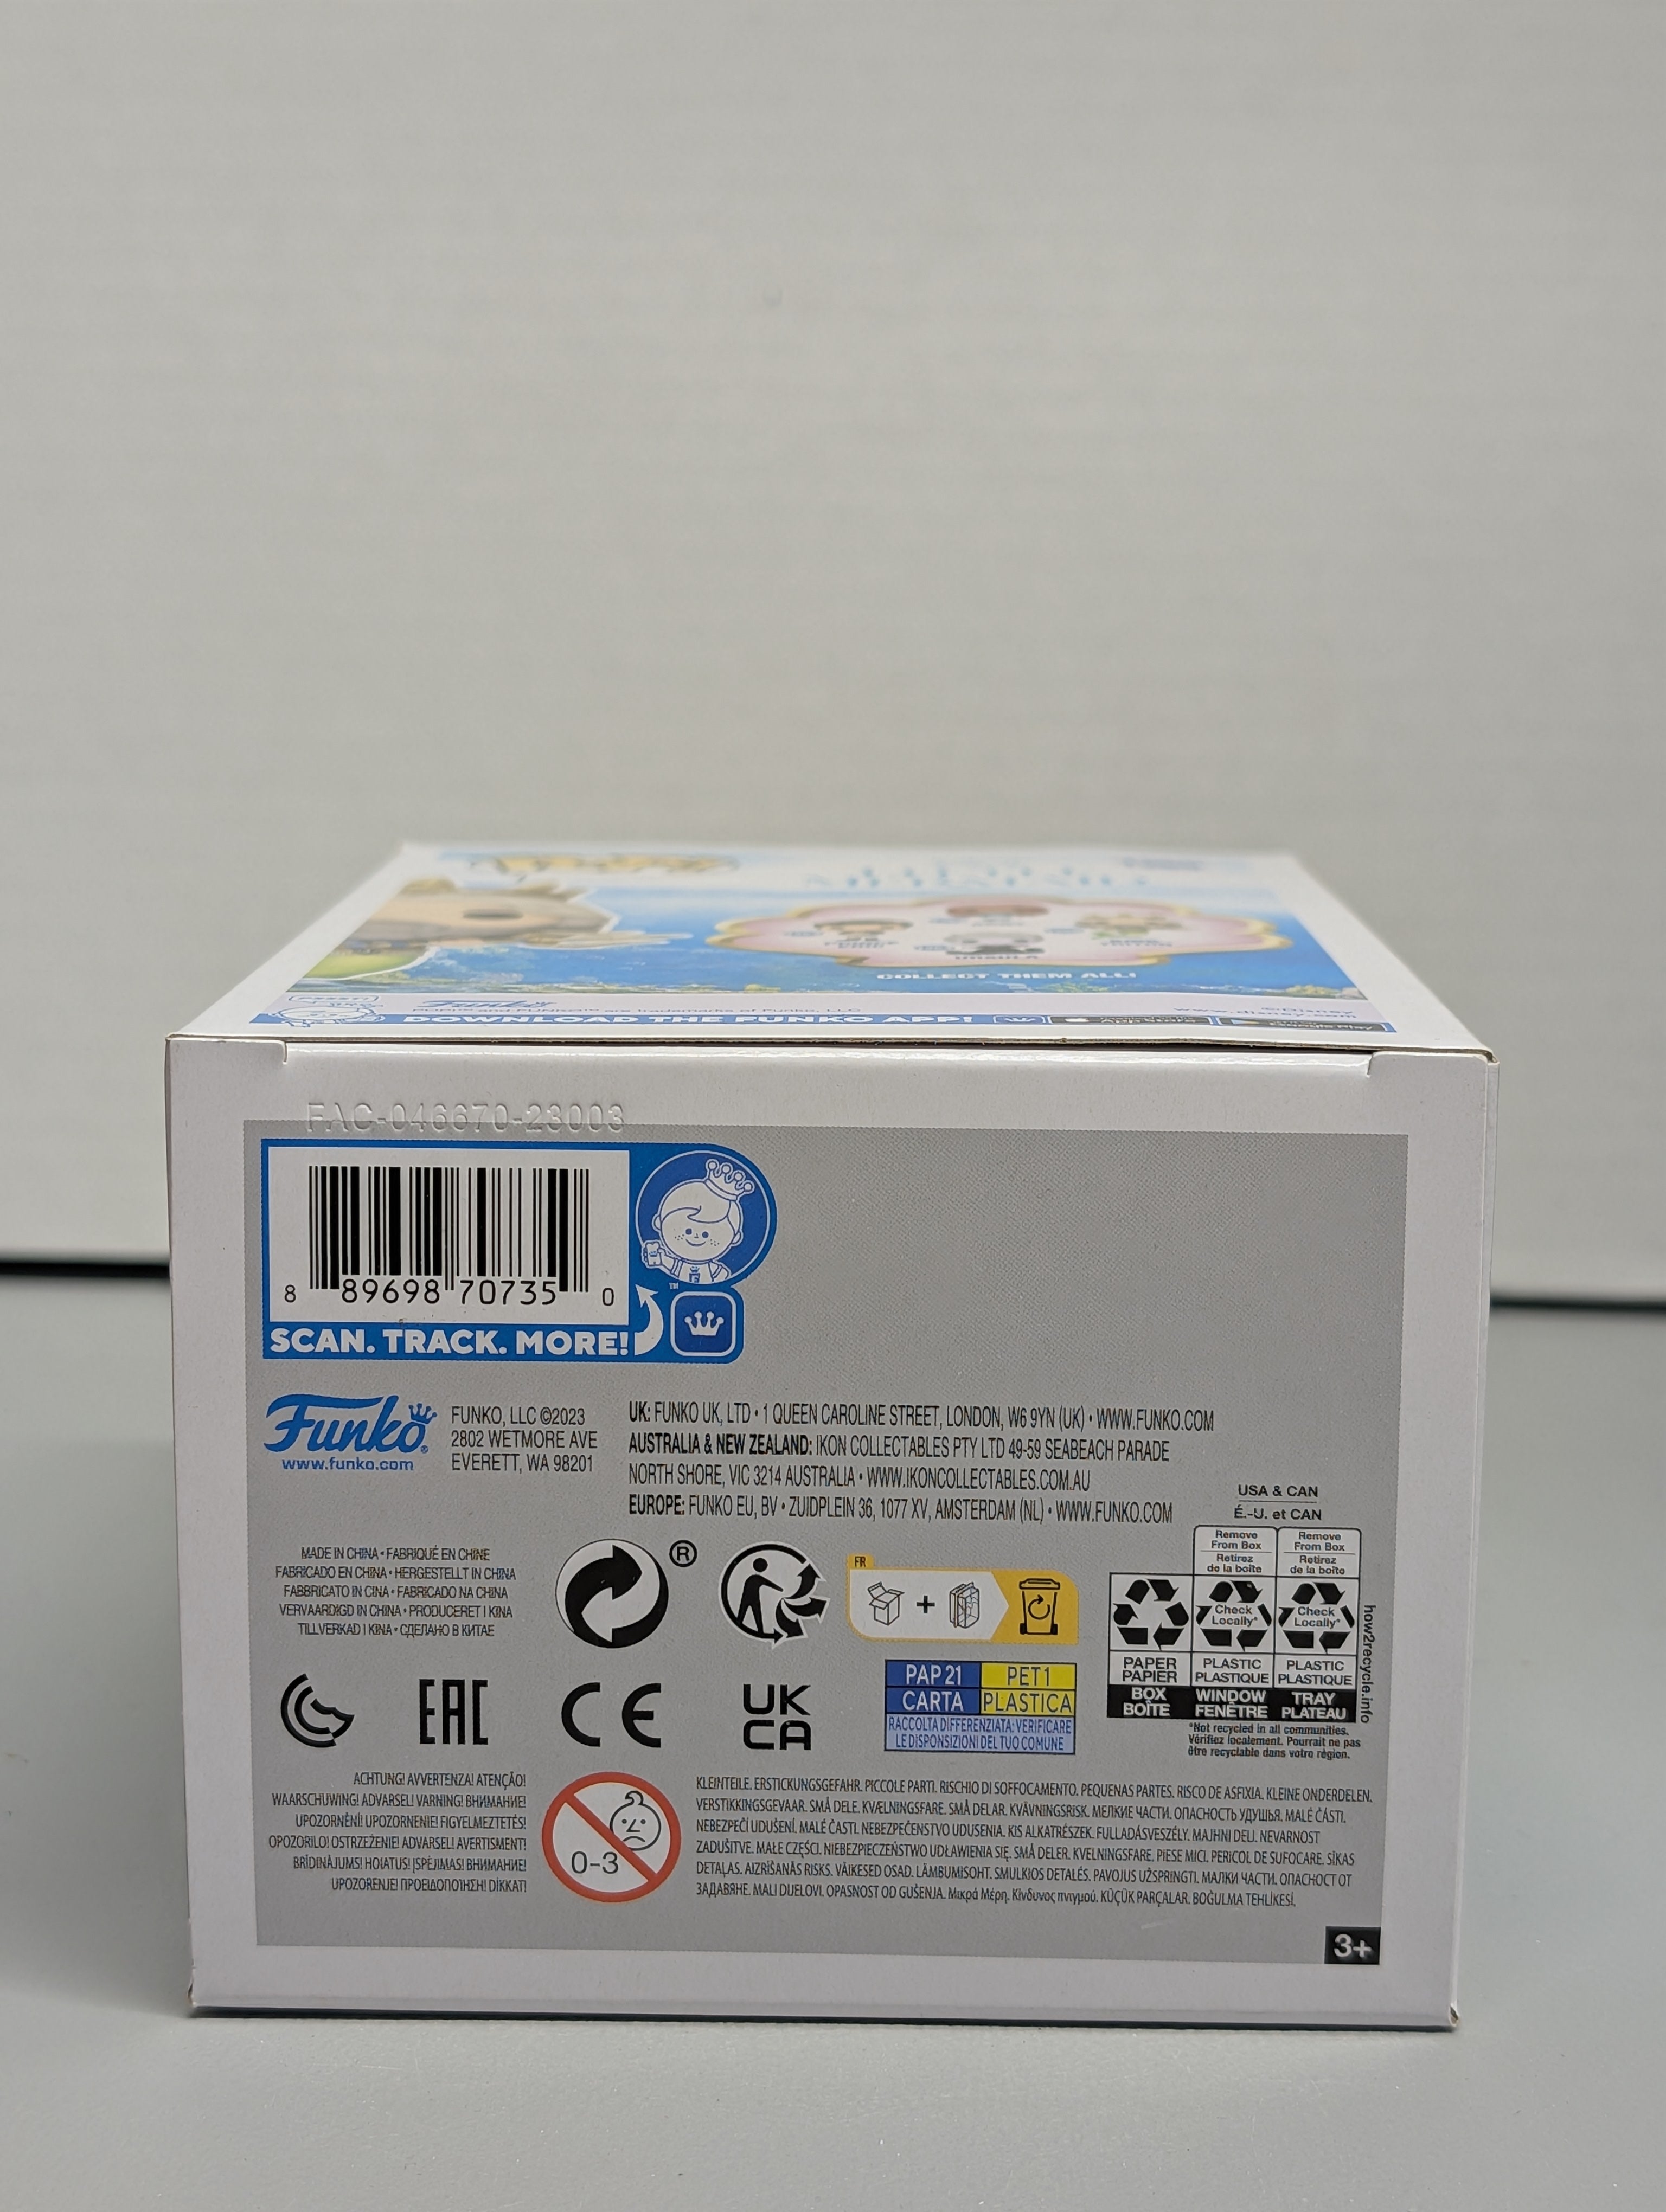 COLLECT THEM ALL!
Funko
DOWNLOAD THE FUNKO APP!
FAC-046670-23003
8 89698 70735 0
SCAN. TRACK. MORE!
TM
Funko®
www.funko.com
FUNKO, LLC ©2023
2802 WETMORE AVE
EVERETT, WA 98201
UK: FUNKO UK, LTD • 1 QUEEN CAROLINE STREET, LONDON, W6 9YN (UK) • WWW.FUNKO.COM
AUSTRALIA & NEW ZEALAND: IKON COLLECTABLES PTY LTD 49-59 SEABEACH PARADE
NORTH SHORE, VIC 3214 AUSTRALIA • WWW.IKONCOLLECTABLES.COM.AU
EUROPE: FUNKO EU, BV • ZUIDPLEIN 36, 1077 XV, AMSTERDAM (NL) • WWW.FUNKO.COM
MADE IN CHINA • FABRIQUÉ EN CHINE
FABRICADO EN CHINA • HERGESTELLT IN CHINA
FABBRICATO IN CINA • FABRICADO NA CHINA
VERVAARDIGD IN CHINA • PRODUCERET I KINA
TILLVERKAD I KINA • СДЕЛАНО В КИТАЕ
®
FR
+
USA & CAN
É.-U. et CAN
Remove
From Box
Retirez
de la boîte
Remove
From Box
Retirez
de la boîte
Check
Locally*
Check
Locally*
PAPER
PAPIER
PLASTIC
PLASTIQUE
PLASTIC
PLASTIQUE
BOX
BOÎTE
WINDOW
FENÊTRE
TRAY
PLATEAU
how2recycle.info
*Not recycled in all communities.
Vérifiez localement. Pourrait ne pas
être recyclable dans votre région.
EAC
CE
UK
CA
PAP 21
PET1
CARTA
PLASTICA
RACCOLTA DIFFERENZIATA: VERIFICARE
LE DISPONSIZIONI DEL TUO COMUNE
ACHTUNG! AVVERTENZA! ATENÇÃO!
WAARSCHUWING! ADVARSEL! VARNING! ВНИМАНИЕ!
UPOZORNĚNÍ! UPOZORNENIE! FIGYELMEZTETÉS!
OPOZORILO! OSTRZEŻENIE! ADVARSEL! AVERTISMENT!
BRĪDINĀJUMS! HOIATUS! ĮSPĖJIMAS! ВНИМАНИЕ!
UPOZORENJE! ΠΡΟΕΙΔΟΠΟΙΗΣΗ! DİKKAT!
0-3
KLEINTEILE. ERSTICKUNGSGEFAHR. PICCOLE PARTI. RISCHIO DI SOFFOCAMENTO. PEQUENAS PARTES. RISCO DE ASFIXIA. KLEINE ONDERDELEN.
VERSTIKKINGSGEVAAR. SMÅ DELE. KVÆLNINGSFARE. SMÅ DELAR. KVÄVNINGSRISK. МЕЛКИЕ ЧАСТИ. ОПАСНОСТЬ УДУШЬЯ. MALÉ ČÁSTI.
NEBEZPEČÍ UDUŠENÍ. MALÉ ČASTI. NEBEZPEČENSTVO UDUSENIA. KIS ALKATRÉSZEK. FULLADÁSVESZÉLY. MAJHNI DELI. NEVARNOST
ZADUŠITVE. MAŁE CZĘŚCI. NIEBEZPIECZEŃSTWO UDŁAWIENIA SIĘ. SMÅ DELER. KVELNINGSFARE. PIESE MICI. PERICOL DE SUFOCARE. SĪKAS
DETAĻAS. AIZRĪŠANĀS RISKS. VÄIKESED OSAD. LÄMBUMISOHT. SMULKIOS DETALĖS. PAVOJUS UŽSPRINGTI. МАЛКИ ЧАСТИ. ОПАСНОСТ ОТ
ЗАДАВЯНЕ. MALI DIJELOVI. OPASNOST OD GUŠENJA. Μικρά Μέρη. Κίνδυνος πνιγμού. KÜÇÜK PARÇALAR. BOĞULMA TEHLİKESİ.
3+